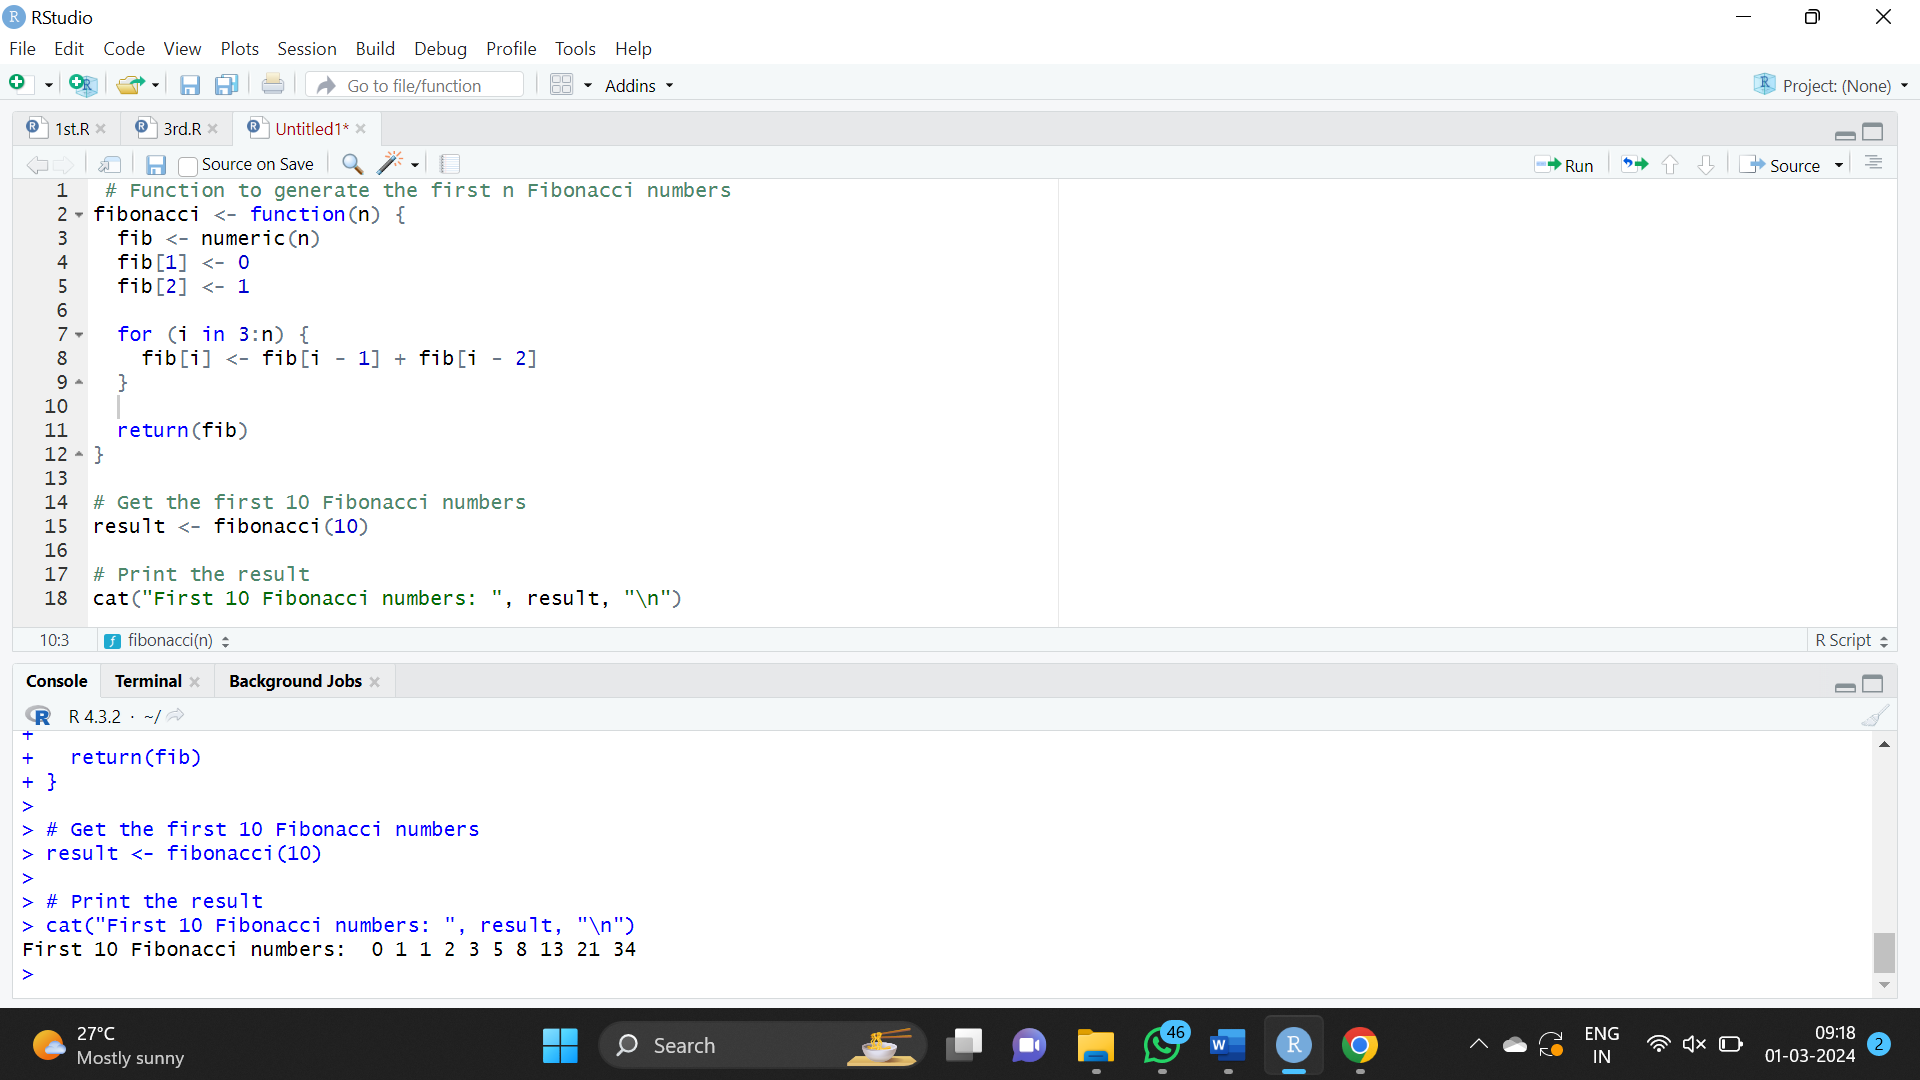 RStudio
File Edit Code View Plots Session Build Debug Profile Tools Help
Go to file/function Addins Project: (None)
1st.R 3rd.R Untitled1*
Source on Save Run Source
1 # Function to generate the first n Fibonacci numbers
2 fibonacci <- function(n) {
3 fib <- numeric(n)
4 fib[1] <- 0
5 fib[2] <- 1
6
7 for (i in 3:n) {
8 fib[i] <- fib[i - 1] + fib[i - 2]
9 }
10
11 return(fib)
12 }
13
14 # Get the first 10 Fibonacci numbers
15 result <- fibonacci(10)
16
17 # Print the result
18 cat("First 10 Fibonacci numbers: ", result, "\n")
10:3 fibonacci(n) R Script
Console Terminal Background Jobs
R 4.3.2 · ~/
+
+ return(fib)
+ }
>
> # Get the first 10 Fibonacci numbers
> result <- fibonacci(10)
>
> # Print the result
> cat("First 10 Fibonacci numbers: ", result, "\n")
First 10 Fibonacci numbers: 0 1 1 2 3 5 8 13 21 34
>
27°C
Mostly sunny
Search
46
ENG
IN
09:18
01-03-2024
2